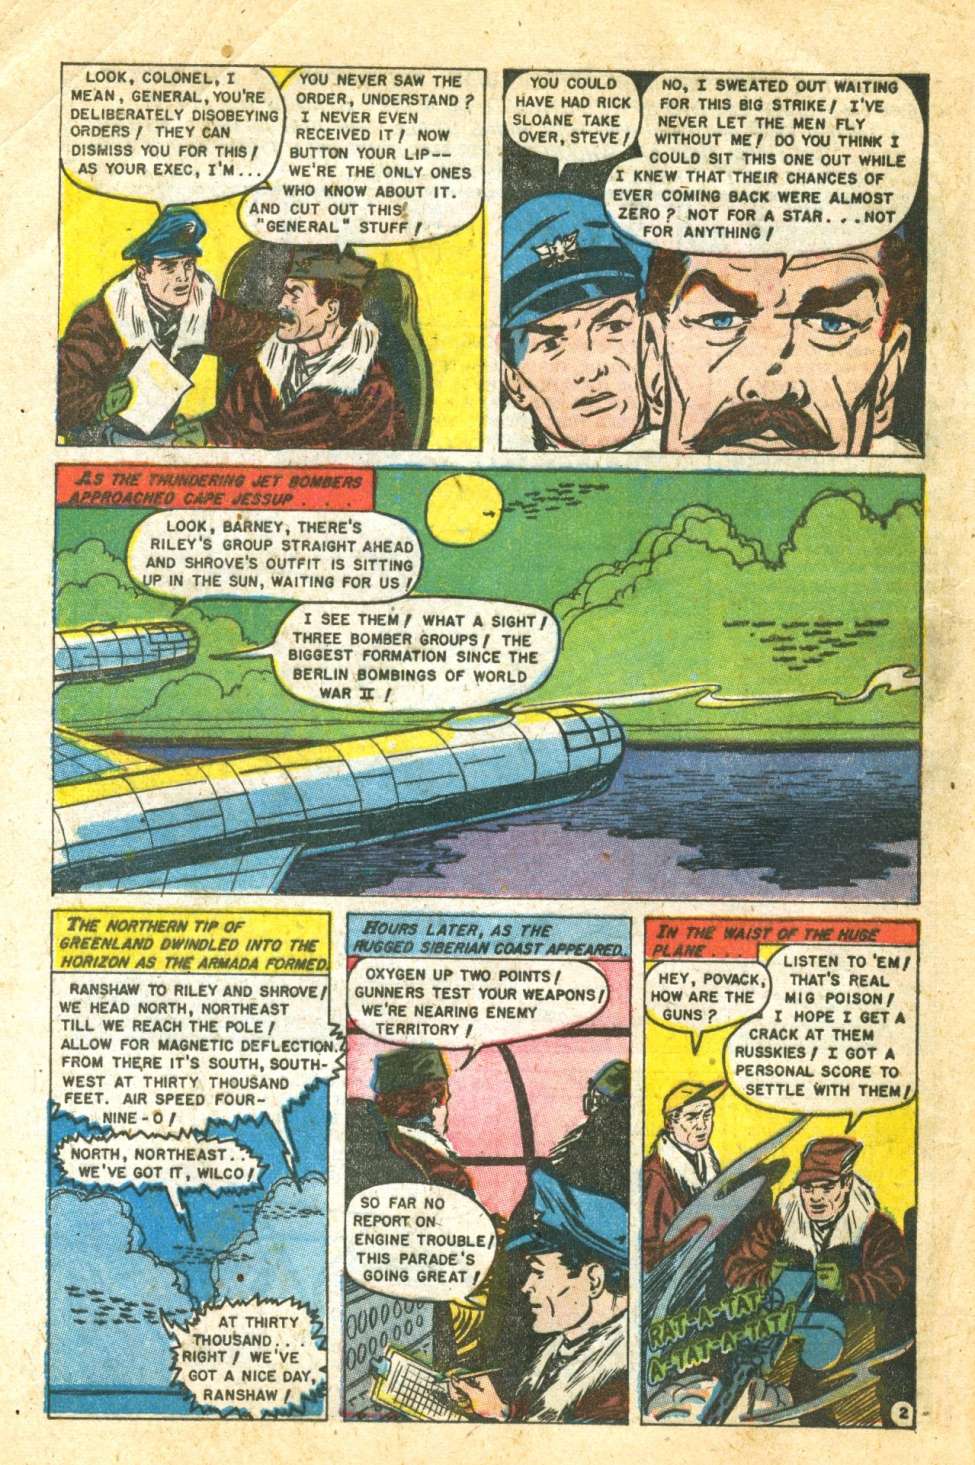 LOOK, COLONEL, I
MEAN, GENERAL, YOU'RE
DELIBERATELY DISOBEYING
ORDERS! THEY CAN
DISMISS YOU FOR THIS!
AS YOUR EXEC, I'M...
YOU NEVER SAW THE
ORDER, UNDERSTAND?
I NEVER EVEN
RECEIVED IT! NOW
BUTTON YOUR LIP--
WE'RE THE ONLY ONES
WHO KNOW ABOUT IT.
AND CUT OUT THIS
"GENERAL" STUFF!
YOU COULD
HAVE HAD RICK
SLOANE TAKE
OVER, STEVE!
NO, I SWEATED OUT WAITING
FOR THIS BIG STRIKE! I'VE
NEVER LET THE MEN FLY
WITHOUT ME! DO YOU THINK I
COULD SIT THIS ONE OUT WHILE
I KNEW THAT THEIR CHANCES OF
EVER COMING BACK WERE ALMOST
ZERO? NOT FOR A STAR...NOT
FOR ANYTHING!
AS THE THUNDERING JET BOMBERS
APPROACHED CAPE JESSUP....
LOOK, BARNEY, THERE'S
RILEY'S GROUP STRAIGHT AHEAD
AND SHROVE'S OUTFIT IS SITTING
UP IN THE SUN, WAITING FOR US!
I SEE THEM! WHAT A SIGHT!
THREE BOMBER GROUPS! THE
BIGGEST FORMATION SINCE THE
BERLIN BOMBINGS OF WORLD
WAR II!
THE NORTHERN TIP OF
GREENLAND DWINDLED INTO THE
HORIZON AS THE ARMADA FORMED.
RANSHAW TO RILEY AND SHROVE!
WE HEAD NORTH, NORTHEAST
TILL WE REACH THE POLE!
ALLOW FOR MAGNETIC DEFLECTION.
FROM THERE IT'S SOUTH, SOUTH-
WEST AT THIRTY THOUSAND
FEET. AIR SPEED FOUR-
NINE-O!
NORTH, NORTHEAST..
WE'VE GOT IT, WILCO!
AT THIRTY
THOUSAND...
RIGHT! WE'VE
GOT A NICE DAY,
RANSHAW!
HOURS LATER, AS THE
RUGGED SIBERIAN COAST APPEARED.
OXYGEN UP TWO POINTS!
GUNNERS TEST YOUR WEAPONS!
WE'RE NEARING ENEMY
TERRITORY!
SO FAR NO
REPORT ON
ENGINE TROUBLE!
THIS PARADE'S
GOING GREAT!
IN THE WAIST OF THE HUGE
PLANE...
HEY, POVACK,
HOW ARE THE
GUNS?
LISTEN TO 'EM!
THAT'S REAL
MIG POISON!
I HOPE I GET A
CRACK AT THEM
RUSSKIES! I GOT A
PERSONAL SCORE TO
SETTLE WITH THEM!
RAT-A-TAT-
A-TAT-A-TAT!
2